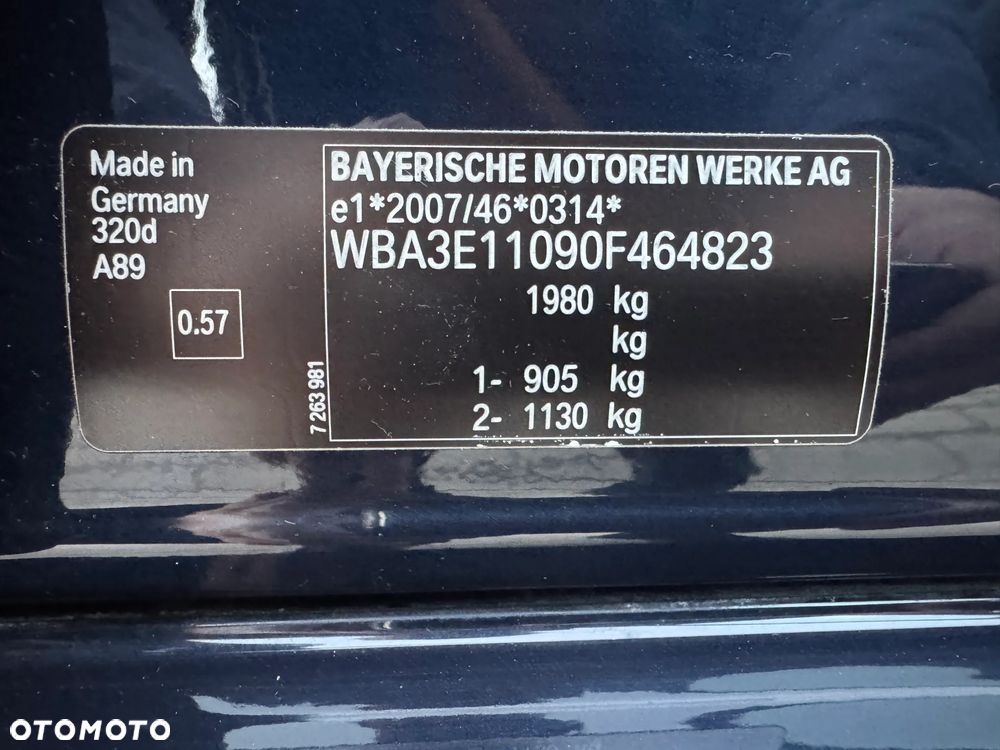 Made in
Germany
320d
A89
0.57
7 263 981
BAYERISCHE MOTOREN WERKE AG
e1*2007/46*0314*
WBA3E11090F464823
1980 kg
kg
1- 905 kg
2- 1130 kg
OTOMOTO